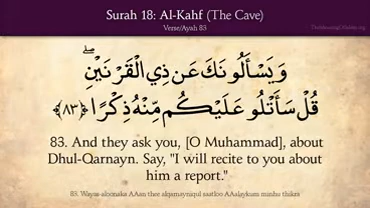 Surah 18: Al-Kahf (The Cave)
Verse/Ayah 83
وَيَسْأَلُونَكَ عَن ذِي الْقَرْنَيْنِ ۖ
قُلْ سَأَتْلُو عَلَيْكُم مِّنْهُ ذِكْرًا ﴿٨٣﴾
83. And they ask you, [O Muhammad], about
Dhul-Qarnayn. Say, "I will recite to you about
him a report."
83. Wayas-aloonaka AAan thee alqarnayni qul saatloo AAalaykum minhu thikra